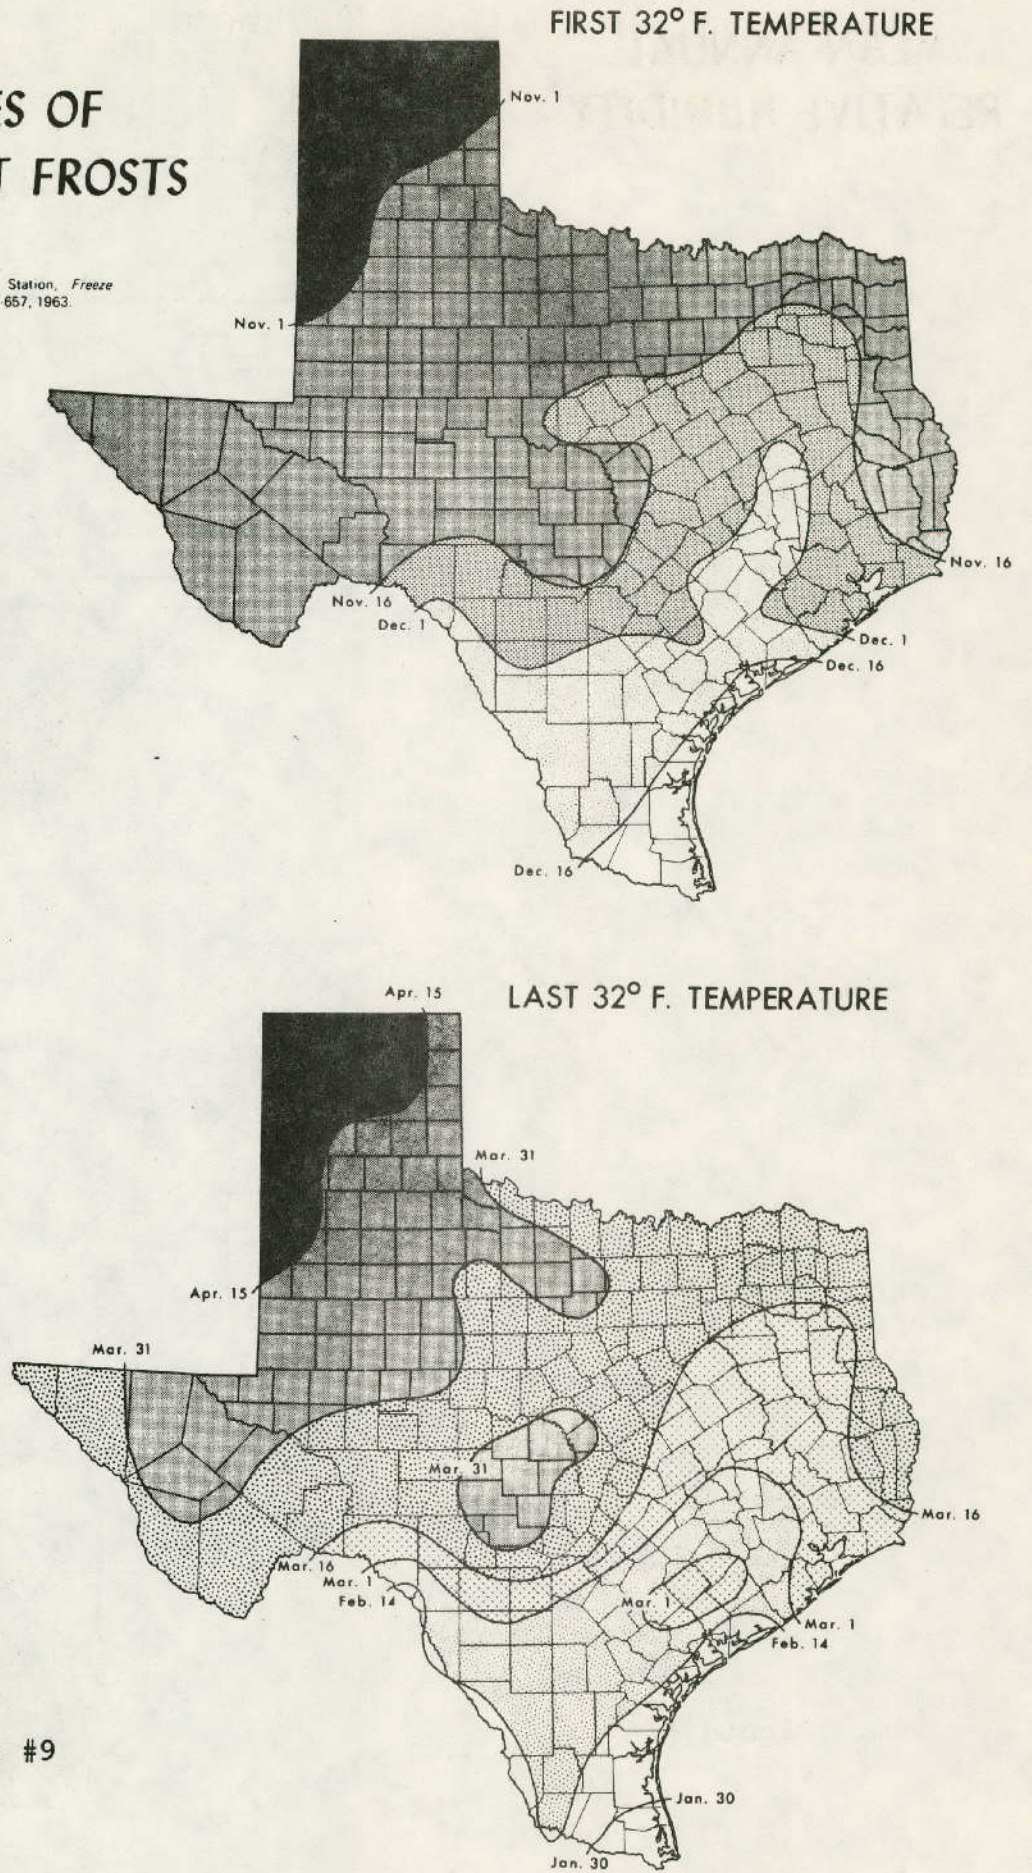 FIRST 32° F. TEMPERATURE
ES OF
T FROSTS
Station, Freeze
657, 1963.
Nov. 1
Nov. 1
Nov. 16
Nov. 16
Dec. 1
Dec. 1
Dec. 16
Dec. 16
LAST 32° F. TEMPERATURE
Apr. 15
Mar. 31
Apr. 15
Mar. 31
Mar. 31
Mar. 16
Mar. 16
Mar. 1
Feb. 14
Mar. 1
Mar. 1
Feb. 14
#9
Jan. 30
Jan. 30